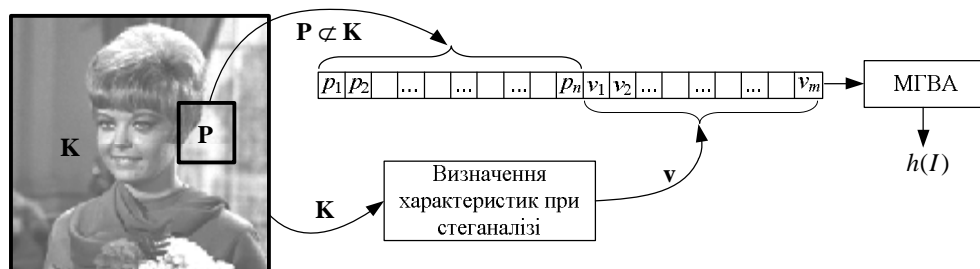 P ⊄ K
p₁ p₂ ... ... ... pₙ v₁ v₂ ... ... ... vₘ
МГВА
P
K
h(I)
Визначення
характеристик при
стеганалізі
K
v